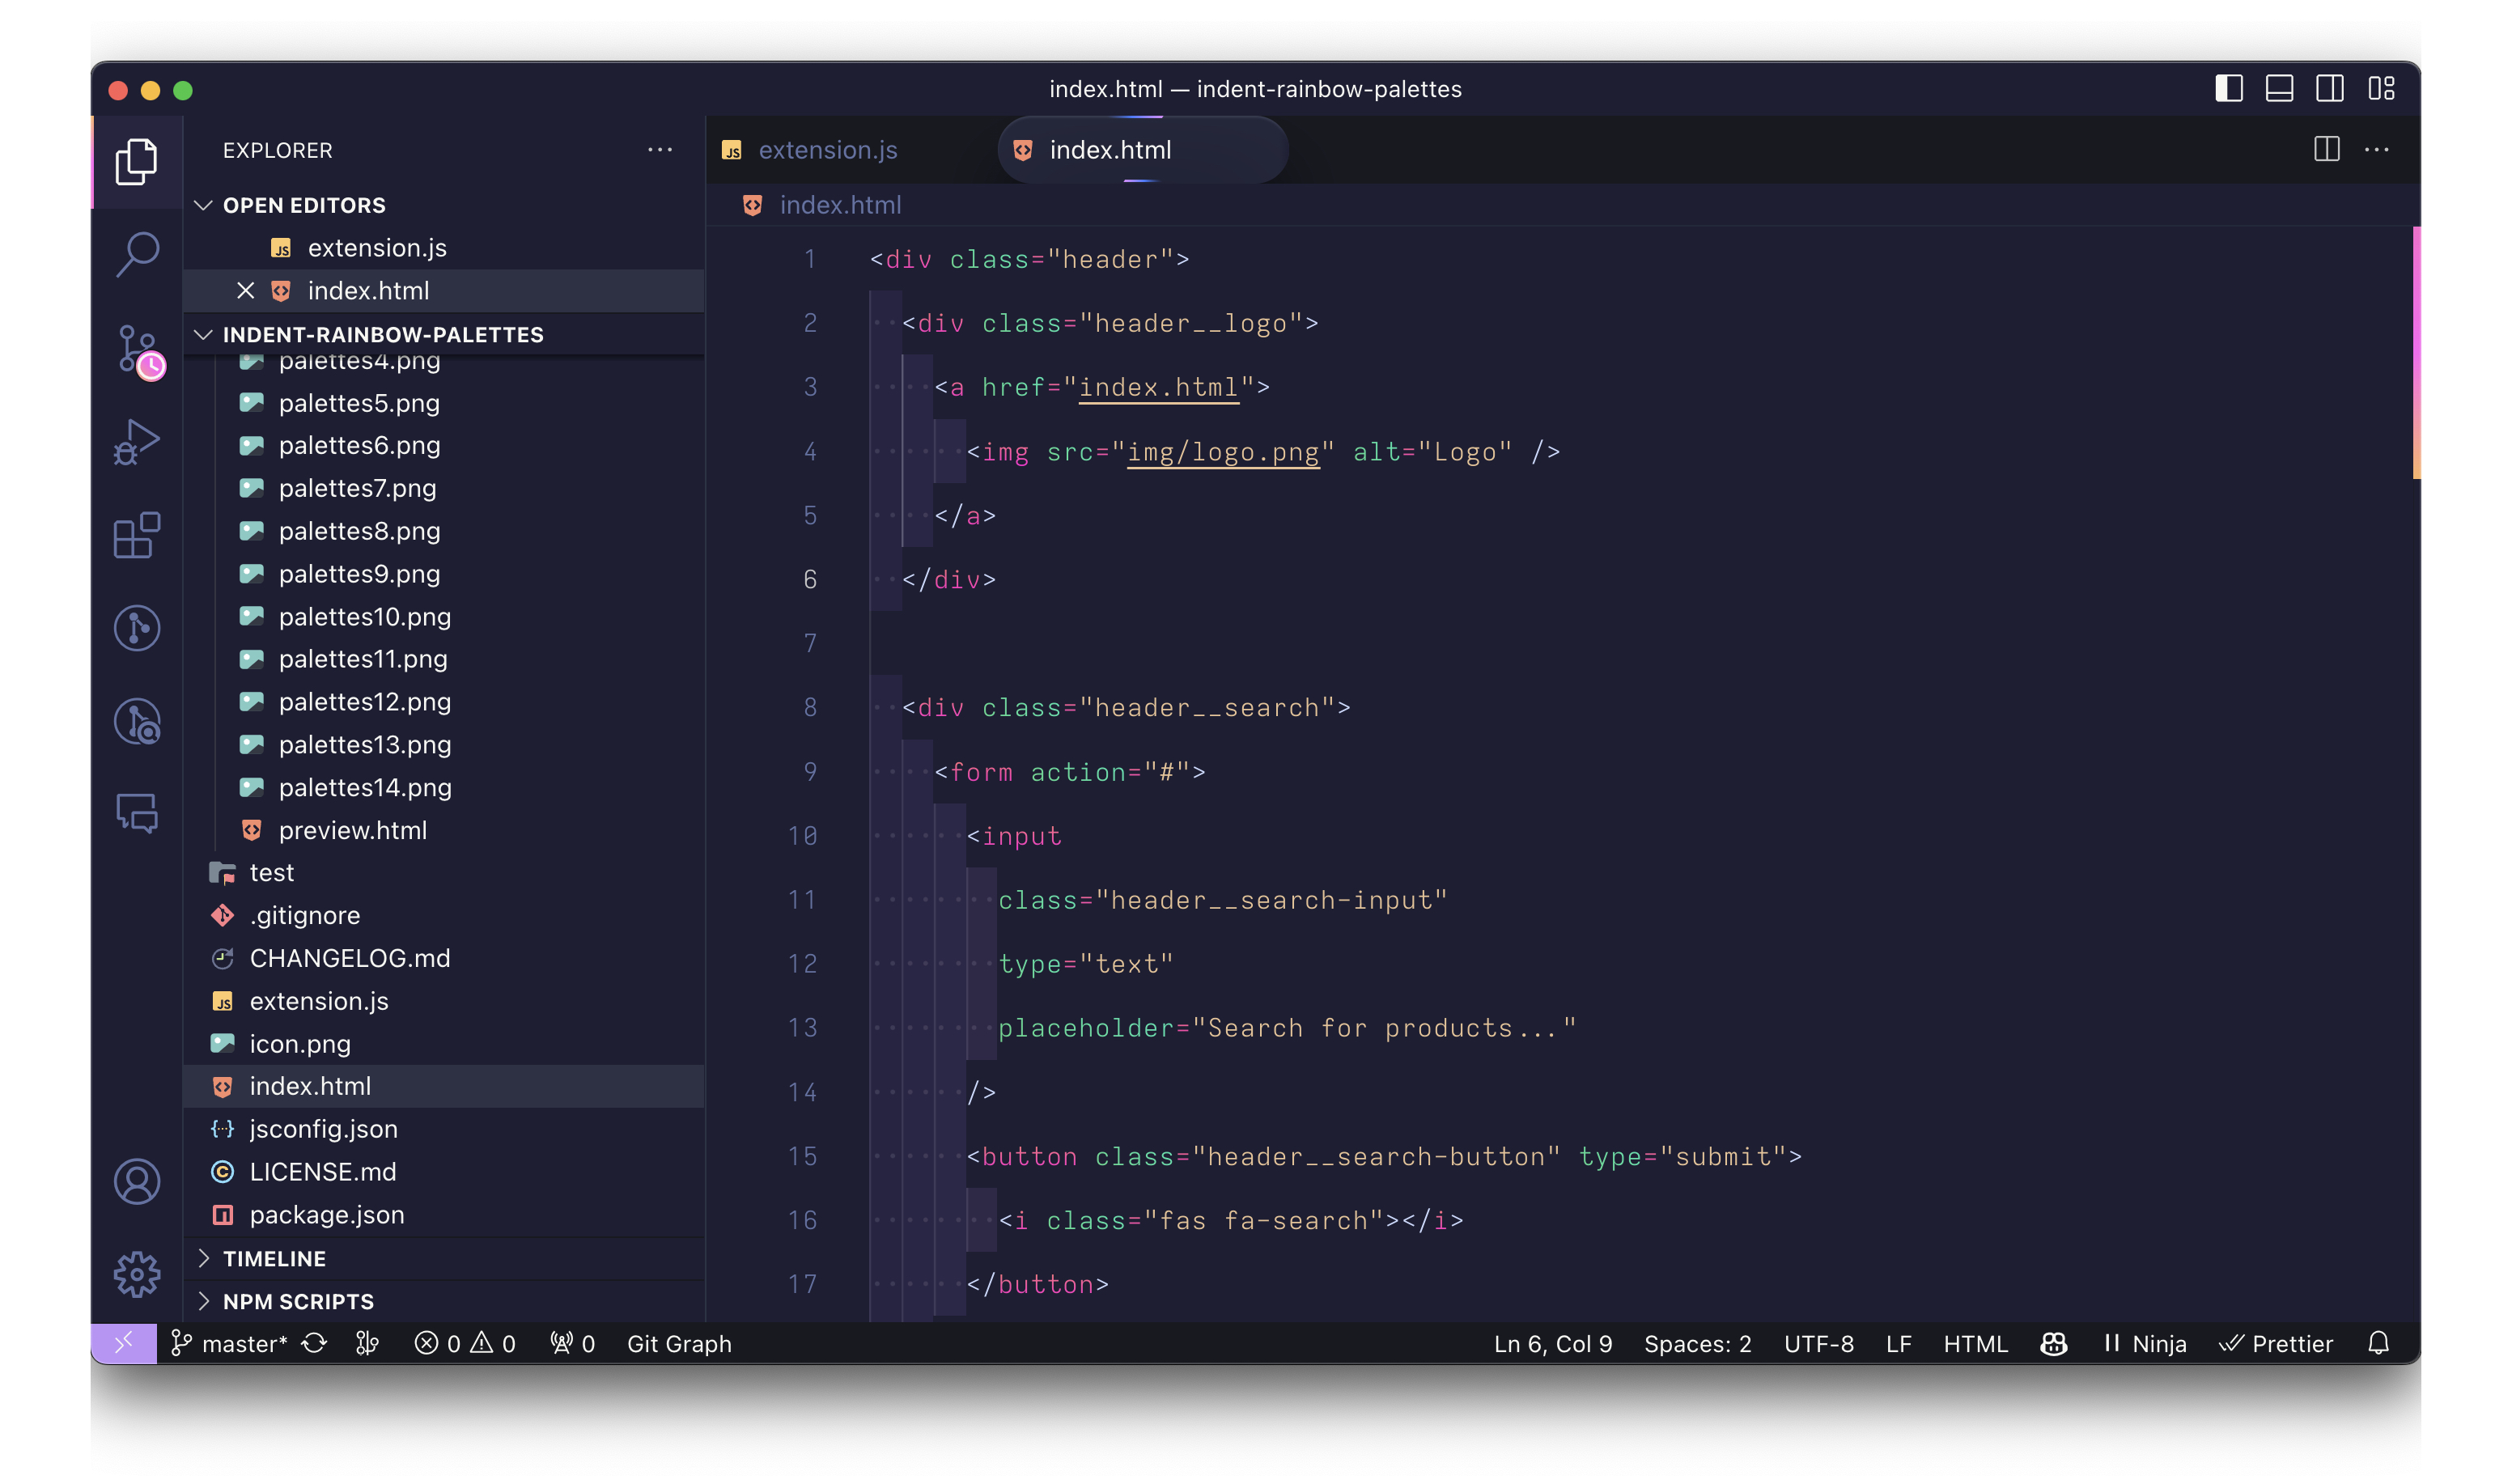 index.html — indent-rainbow-palettes
EXPLORER
OPEN EDITORS
extension.js
index.html
INDENT-RAINBOW-PALETTES
palettes4.png
palettes5.png
palettes6.png
palettes7.png
palettes8.png
palettes9.png
palettes10.png
palettes11.png
palettes12.png
palettes13.png
palettes14.png
preview.html
test
.gitignore
CHANGELOG.md
extension.js
icon.png
index.html
jsconfig.json
LICENSE.md
package.json
TIMELINE
NPM SCRIPTS
extension.js index.html
index.html
1 <div class="header">
2 <div class="header__logo">
3 <a href="index.html">
4 <img src="img/logo.png" alt="Logo" />
5 </a>
6 </div>
7
8 <div class="header__search">
9 <form action="#">
10 <input
11 class="header__search-input"
12 type="text"
13 placeholder="Search for products..."
14 />
15 <button class="header__search-button" type="submit">
16 <i class="fas fa-search"></i>
17 </button>
master* 0 0 0 Git Graph Ln 6, Col 9 Spaces: 2 UTF-8 LF HTML Ninja Prettier